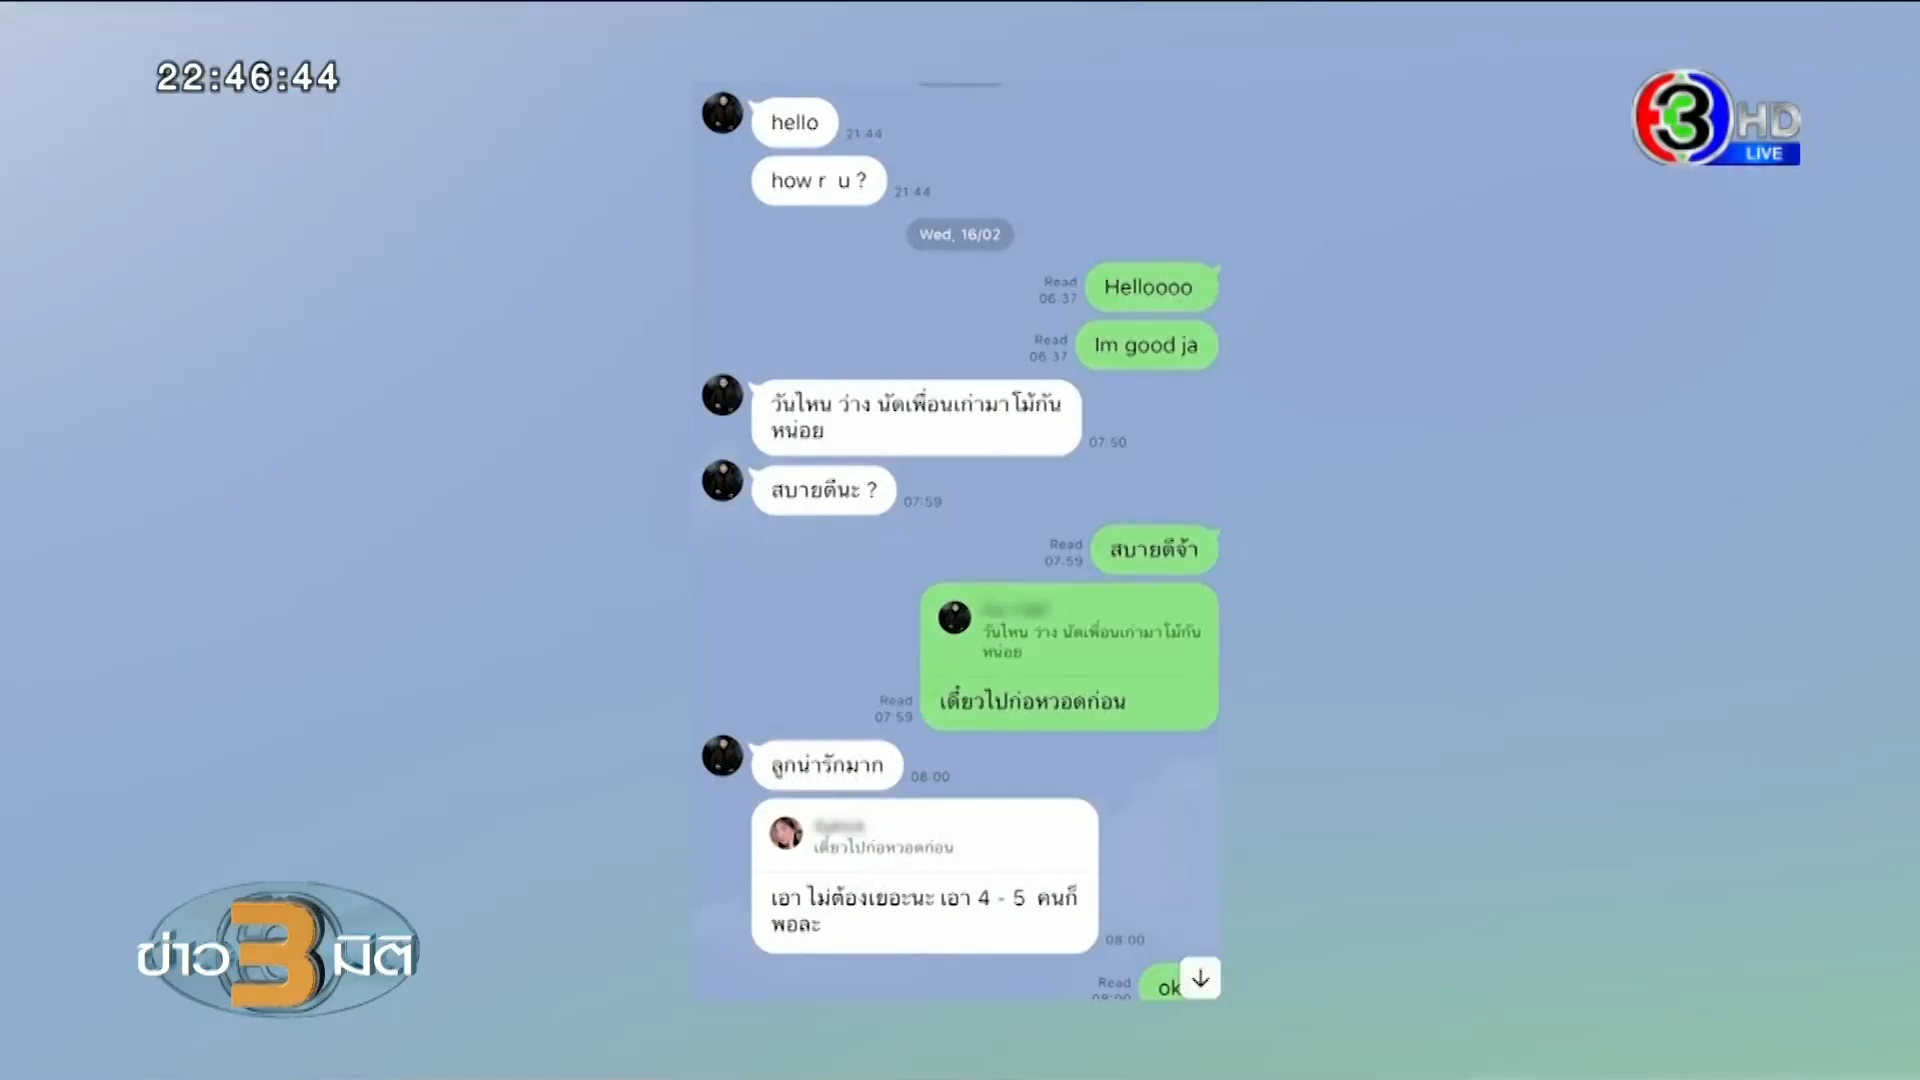 22:46:44
3 HD
LIVE
hello
21:44
how r u ?
21:44
Wed, 16/02
Helloooo
Read
06:37
Im good ja
Read
06:37
วันไหน ว่าง นัดเพื่อนเก่ามาโม้กัน
หน่อย
07:50
สบายดีนะ ?
07:59
สบายดีจ้า
Read
07:59
วันไหน ว่าง นัดเพื่อนเก่ามาโม้กัน
หน่อย
เดี๋ยวไปก่อหวอดก่อน
Read
07:59
ลูกน่ารักมาก
08:00
เดี๋ยวไปก่อหวอดก่อน
เอา ไม่ต้องเยอะนะ เอา 4 - 5 คนก็
พอละ
08:00
ok
Read
08:00
ข่าว 3 มิติ